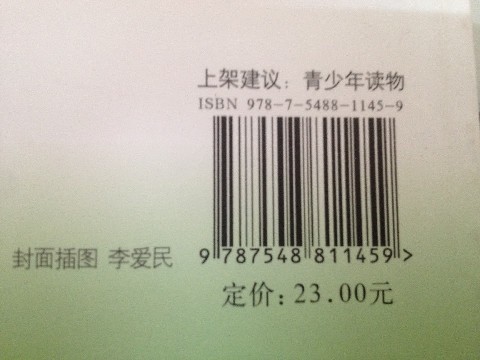 上架建议：青少年读物
ISBN 978-7-5488-1145-9
封面插图 李爱民
9 787548 811459 >
定价：23.00元